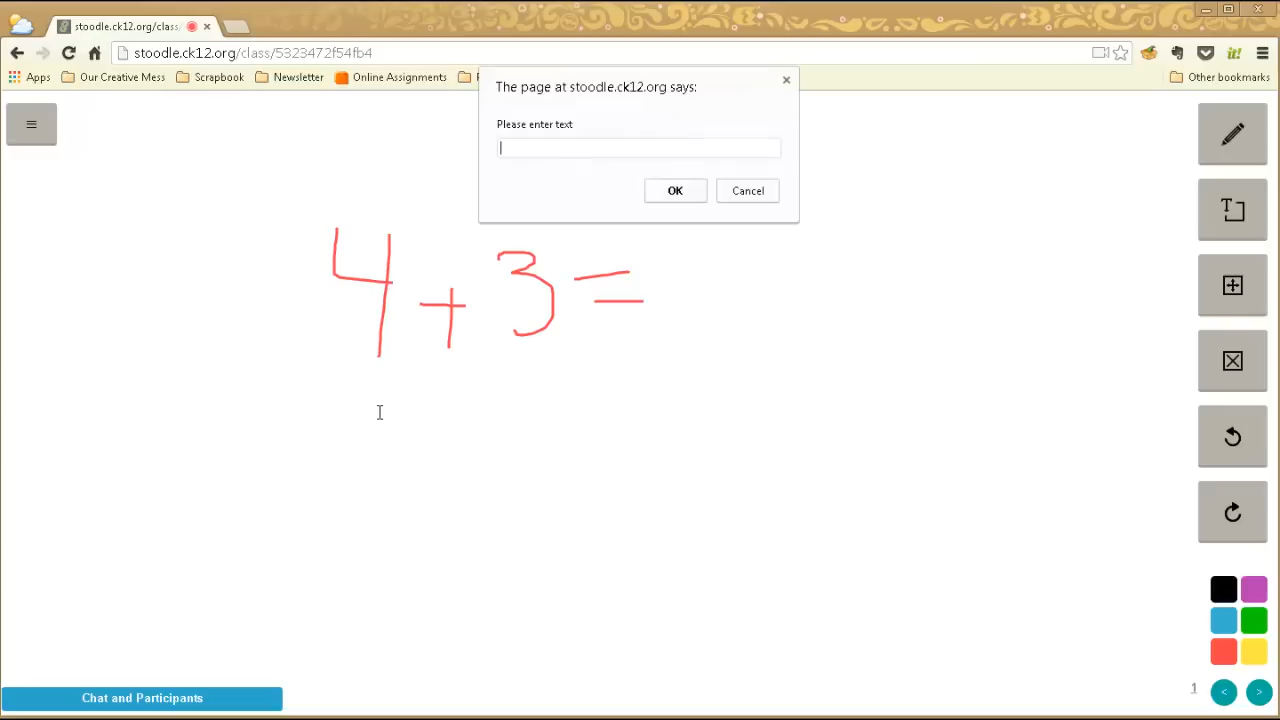 stoodle.ck12.org/class/
stoodle.ck12.org/class/5323472f54fb4
it!
Apps
Our Creative Mess
Scrapbook
Newsletter
Online Assignments
Other bookmarks
The page at stoodle.ck12.org says:
Please enter text
OK
Cancel
T
4 + 3 =
1
<
>
Chat and Participants